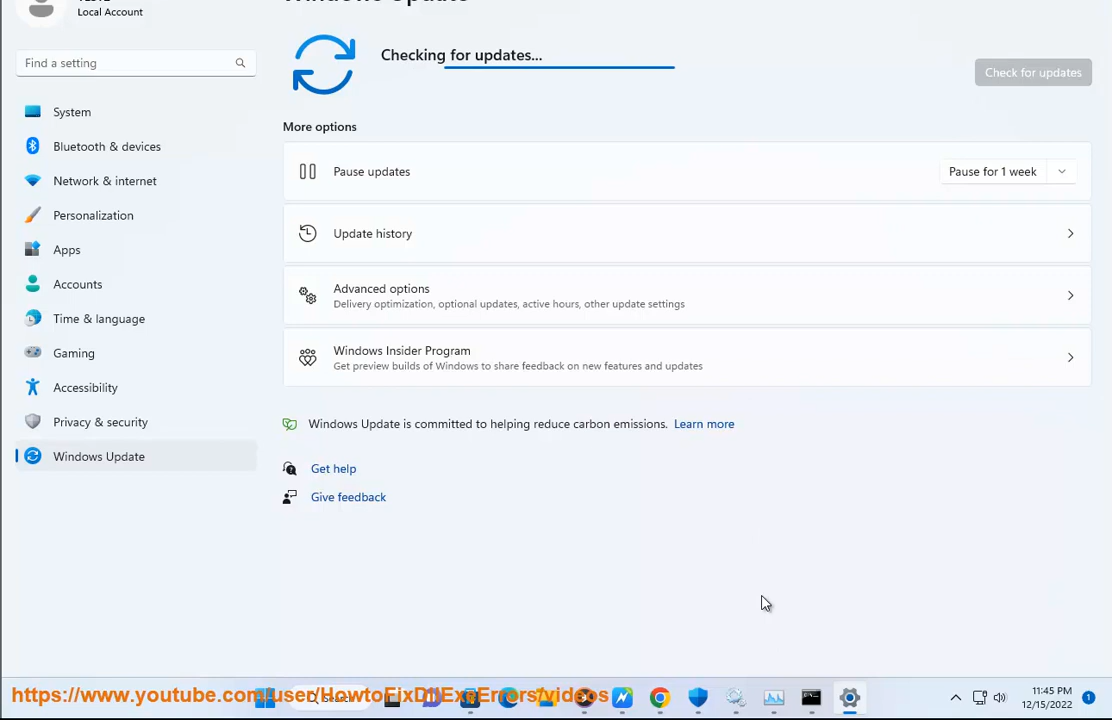 Local Account
Find a setting
System
Bluetooth & devices
Network & internet
Personalization
Apps
Accounts
Time & language
Gaming
Accessibility
Privacy & security
Windows Update
Windows Update
Checking for updates...
Check for updates
More options
Pause updates
Pause for 1 week
Update history
Advanced options
Delivery optimization, optional updates, active hours, other update settings
Windows Insider Program
Get preview builds of Windows to share feedback on new features and updates
Windows Update is committed to helping reduce carbon emissions. Learn more
Get help
Give feedback
https://www.youtube.com/user/HowtoFixDllExeErrors/videos
Search
11:45 PM
12/15/2022
1